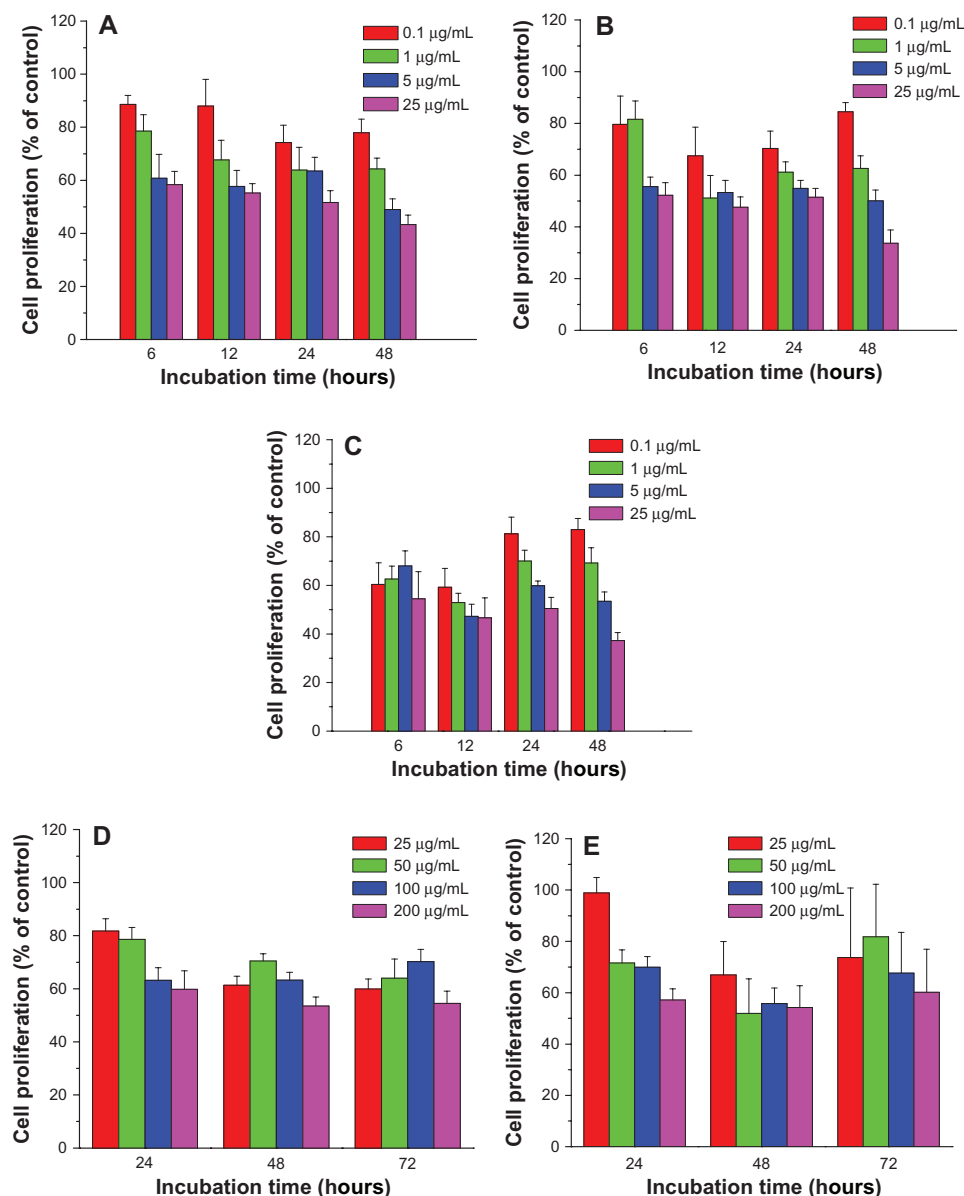 A
0.1 µg/mL
1 µg/mL
5 µg/mL
25 µg/mL
Cell proliferation (% of control)
120
100
80
60
40
20
0
6 12 24 48
Incubation time (hours)
B
0.1 µg/mL
1 µg/mL
5 µg/mL
25 µg/mL
Cell proliferation (% of control)
120
100
80
60
40
20
0
6 12 24 48
Incubation time (hours)
C
0.1 µg/mL
1 µg/mL
5 µg/mL
25 µg/mL
Cell proliferation (% of control)
120
100
80
60
40
20
0
6 12 24 48
Incubation time (hours)
D
25 µg/mL
50 µg/mL
100 µg/mL
200 µg/mL
Cell proliferation (% of control)
120
100
80
60
40
20
0
24 48 72
Incubation time (hours)
E
25 µg/mL
50 µg/mL
100 µg/mL
200 µg/mL
Cell proliferation (% of control)
120
100
80
60
40
20
0
24 48 72
Incubation time (hours)